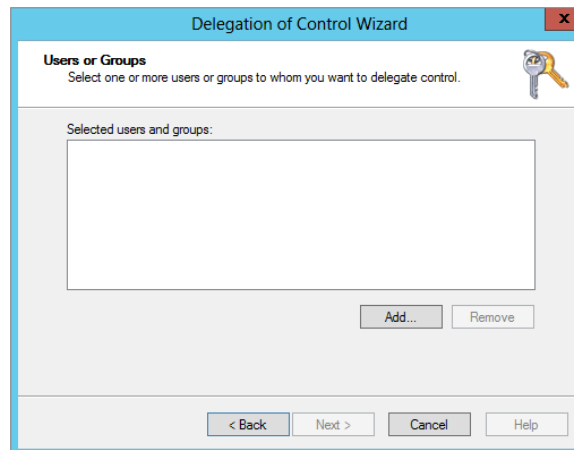 Delegation of Control Wizard
x
Users or Groups
Select one or more users or groups to whom you want to delegate control.
Selected users and groups:
Add...
Remove
< Back
Next >
Cancel
Help